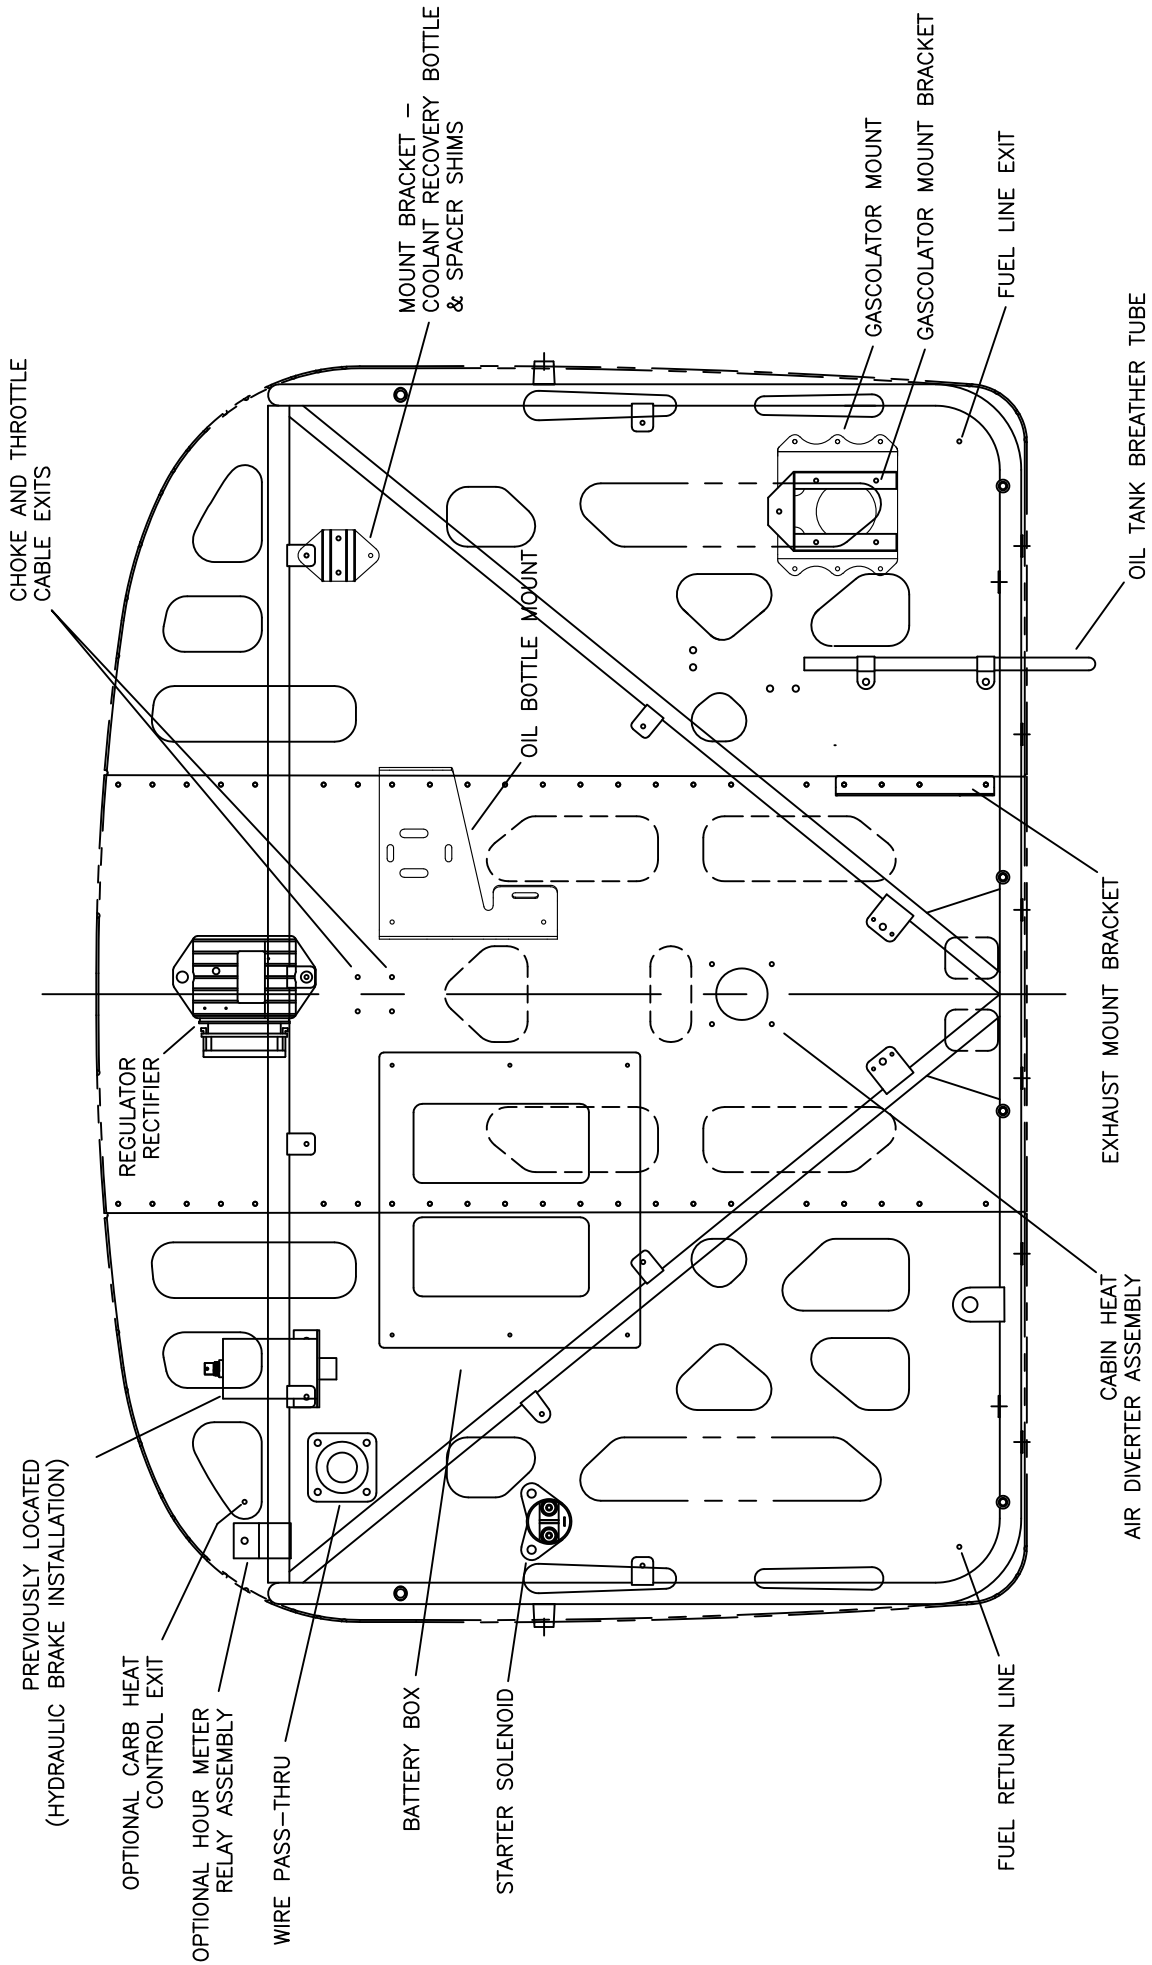 PREVIOUSLY LOCATED
(HYDRAULIC BRAKE INSTALLATION)
OPTIONAL CARB HEAT
CONTROL EXIT
OPTIONAL HOUR METER
RELAY ASSEMBLY
WIRE PASS-THRU
BATTERY BOX
STARTER SOLENOID
FUEL RETURN LINE
REGULATOR
RECTIFIER
CHOKE AND THROTTLE
CABLE EXITS
MOUNT BRACKET -
COOLANT RECOVERY BOTTLE
& SPACER SHIMS
OIL BOTTLE MOUNT
GASCOLATOR MOUNT
GASCOLATOR MOUNT BRACKET
FUEL LINE EXIT
OIL TANK BREATHER TUBE
EXHAUST MOUNT BRACKET
CABIN HEAT
AIR DIVERTER ASSEMBLY